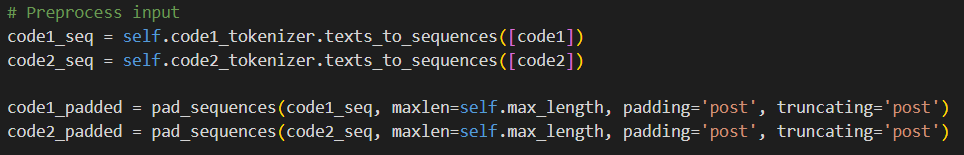 # Preprocess input
code1_seq = self.code1_tokenizer.texts_to_sequences([code1])
code2_seq = self.code2_tokenizer.texts_to_sequences([code2])
code1_padded = pad_sequences(code1_seq, maxlen=self.max_length, padding='post', truncating='post')
code2_padded = pad_sequences(code2_seq, maxlen=self.max_length, padding='post', truncating='post')